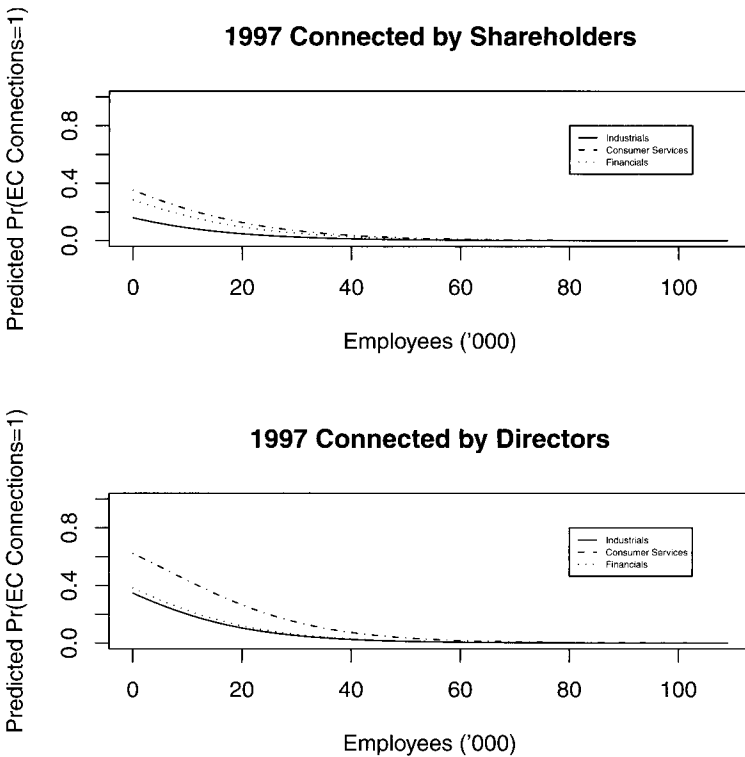 1997 Connected by Shareholders
Predicted Pr(EC Connections=1)
0.8
0.4
0.0
Industrials
Consumer Services
Financials
0 20 40 60 80 100
Employees ('000)
1997 Connected by Directors
Predicted Pr(EC Connections=1)
0.8
0.4
0.0
Industrials
Consumer Services
Financials
0 20 40 60 80 100
Employees ('000)